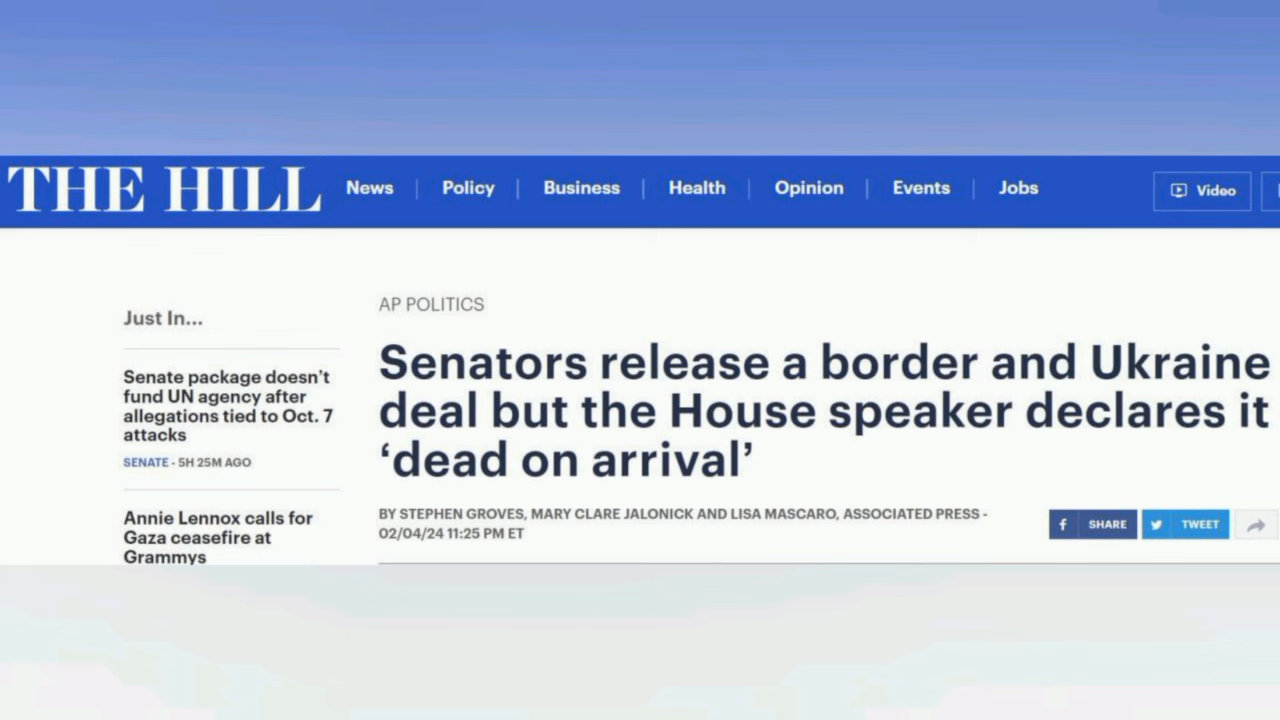 THE HILL
News
Policy
Business
Health
Opinion
Events
Jobs
Video
Just In...
Senate package doesn't
fund UN agency after
allegations tied to Oct. 7
attacks
SENATE - 5H 25M AGO
Annie Lennox calls for
Gaza ceasefire at
Grammys
AP POLITICS
Senators release a border and Ukraine
deal but the House speaker declares it
‘dead on arrival’
BY STEPHEN GROVES, MARY CLARE JALONICK AND LISA MASCARO, ASSOCIATED PRESS -
02/04/24 11:25 PM ET
SHARE
TWEET